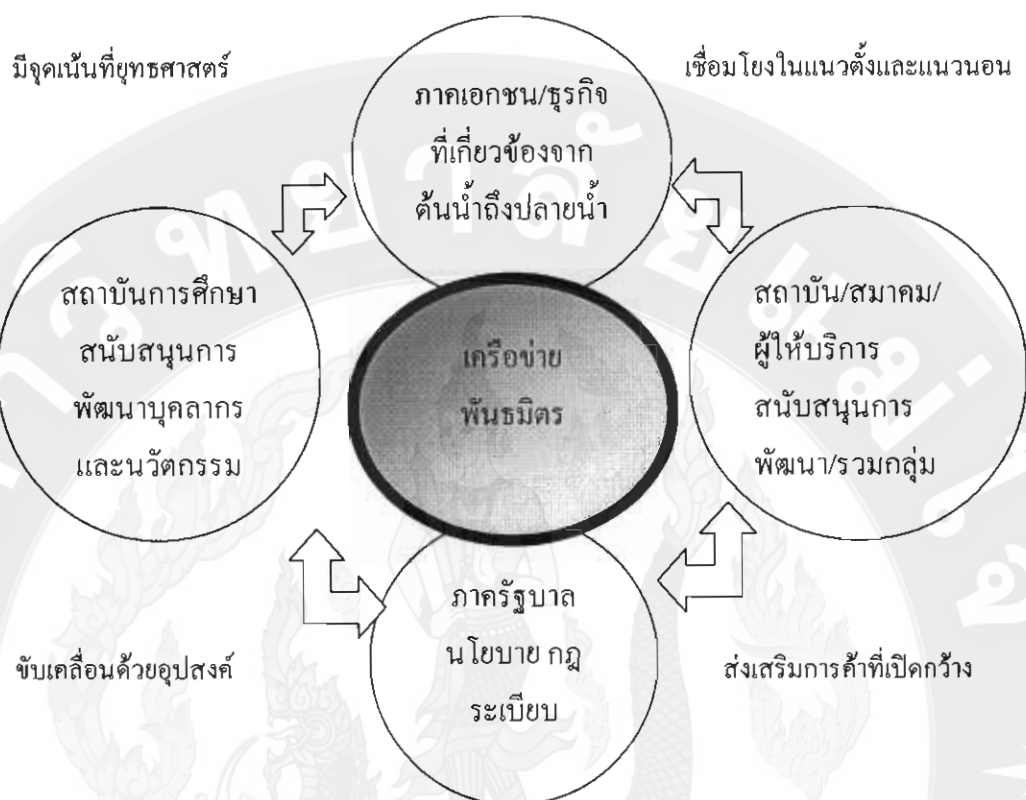 มีจุดเน้นที่ยุทธศาสตร์
เชื่อมโยงในแนวตั้งและแนวนอน
ภาคเอกชน/ธุรกิจ
ที่เกี่ยวข้องจาก
ต้นน้ำถึงปลายน้ำ
สถาบันการศึกษา
สนับสนุนการ
พัฒนาบุคลากร
และนวัตกรรม
เครือข่าย
พันธมิตร
สถาบัน/สมาคม/
ผู้ให้บริการ
สนับสนุนการ
พัฒนา/รวมกลุ่ม
ภาครัฐบาล
นโยบาย กฎ
ระเบียบ
ขับเคลื่อนด้วยอุปสงค์
ส่งเสริมการค้าที่เปิดกว้าง